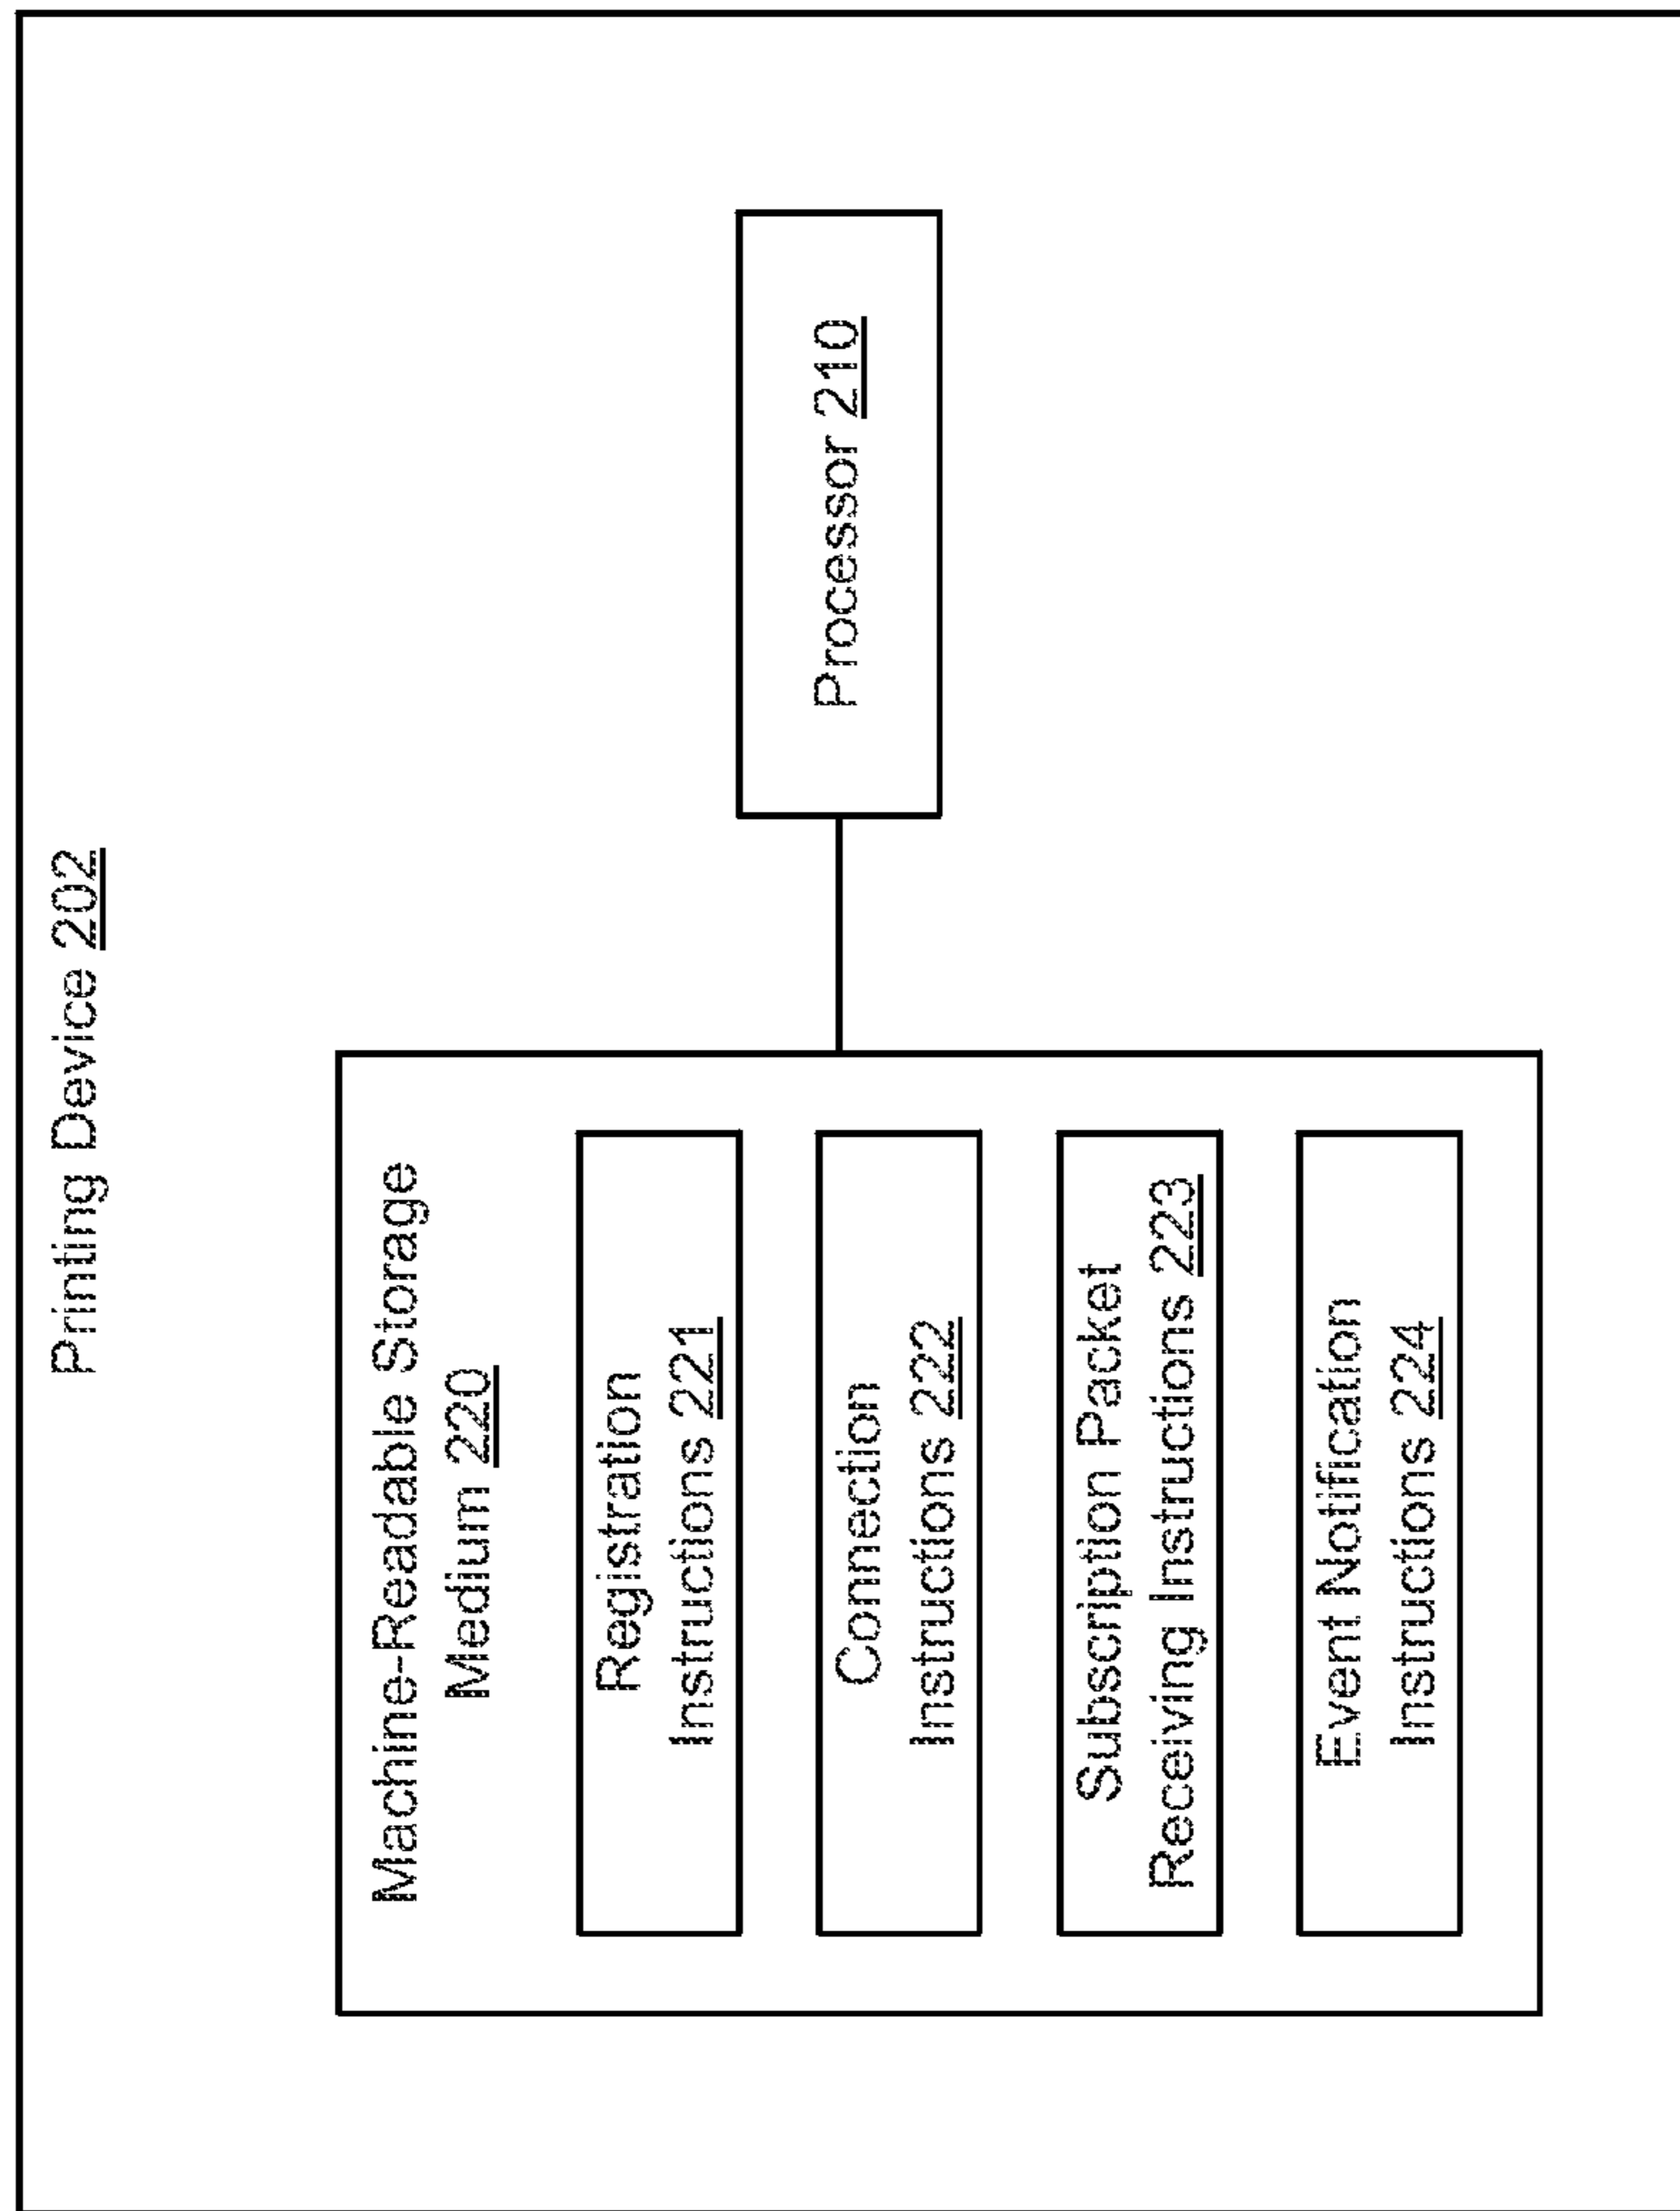 Printing Device 202
Machine-Readable Storage
Medium 220
Registration
Instructions 221
Connection
Instructions 222
Subscription Packet
Receiving Instructions 223
Event Notification
Instructions 224
Processor 210